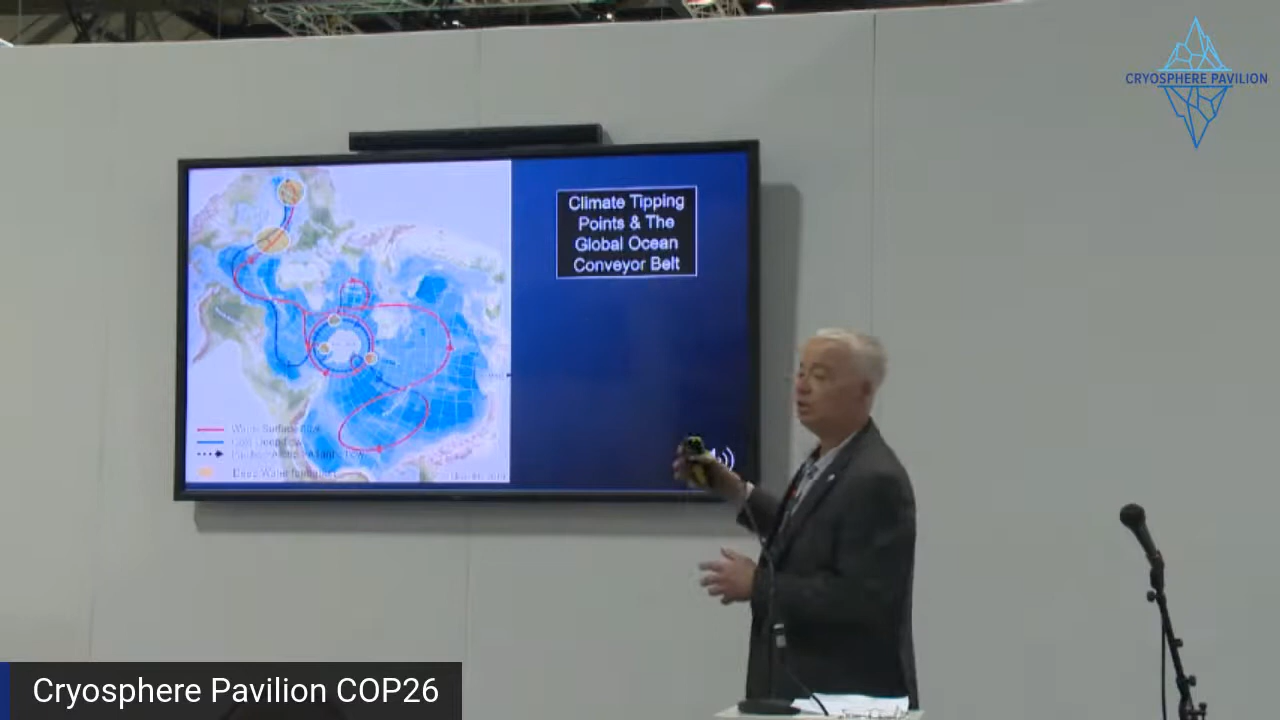 CRYOSPHERE PAVILION
Climate Tipping
Points & The
Global Ocean
Conveyor Belt
Cryosphere Pavilion COP26